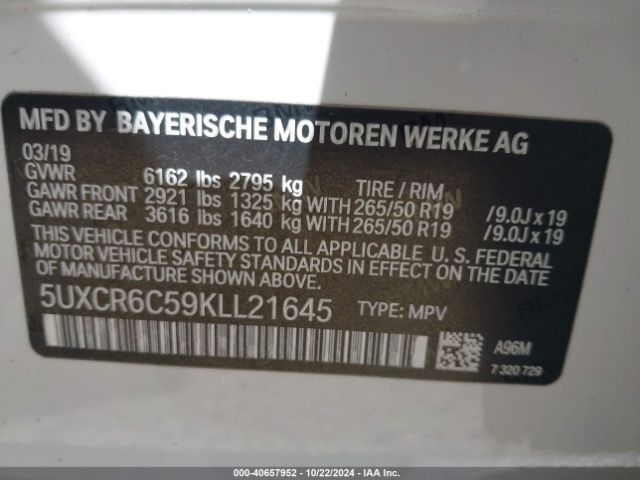 MFD BY BAYERISCHE MOTOREN WERKE AG
03/19
GVWR 6162 lbs 2795 kg TIRE / RIM
GAWR FRONT 2921 lbs 1325 kg WITH 265/50 R19 /9.0J x 19
GAWR REAR 3616 lbs 1640 kg WITH 265/50 R19 /9.0J x 19
THIS VEHICLE CONFORMS TO ALL APPLICABLE U. S. FEDERAL
MOTOR VEHICLE SAFETY STANDARDS IN EFFECT ON THE DATE
OF MANUFACTURE SHOWN ABOVE.
5UXCR6C59KLL21645 TYPE: MPV
A96M
7 320 729
000-40657952 | 10/22/2024 | IAA Inc.